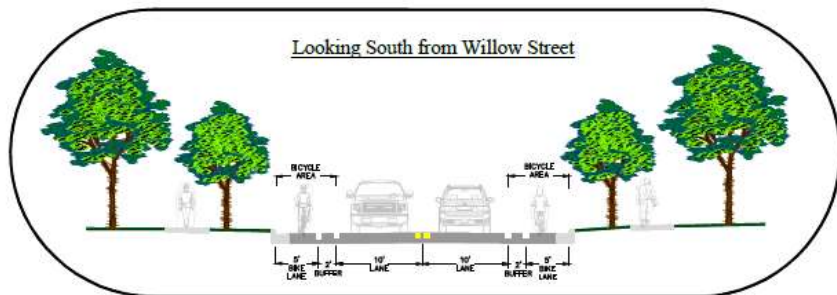 Looking South from Willow Street
BICYCLE
AREA
BICYCLE
AREA
5'
BIKE
LANE
2'
BUFFER
10'
LANE
10'
LANE
2'
BUFFER
5'
BIKE
LANE